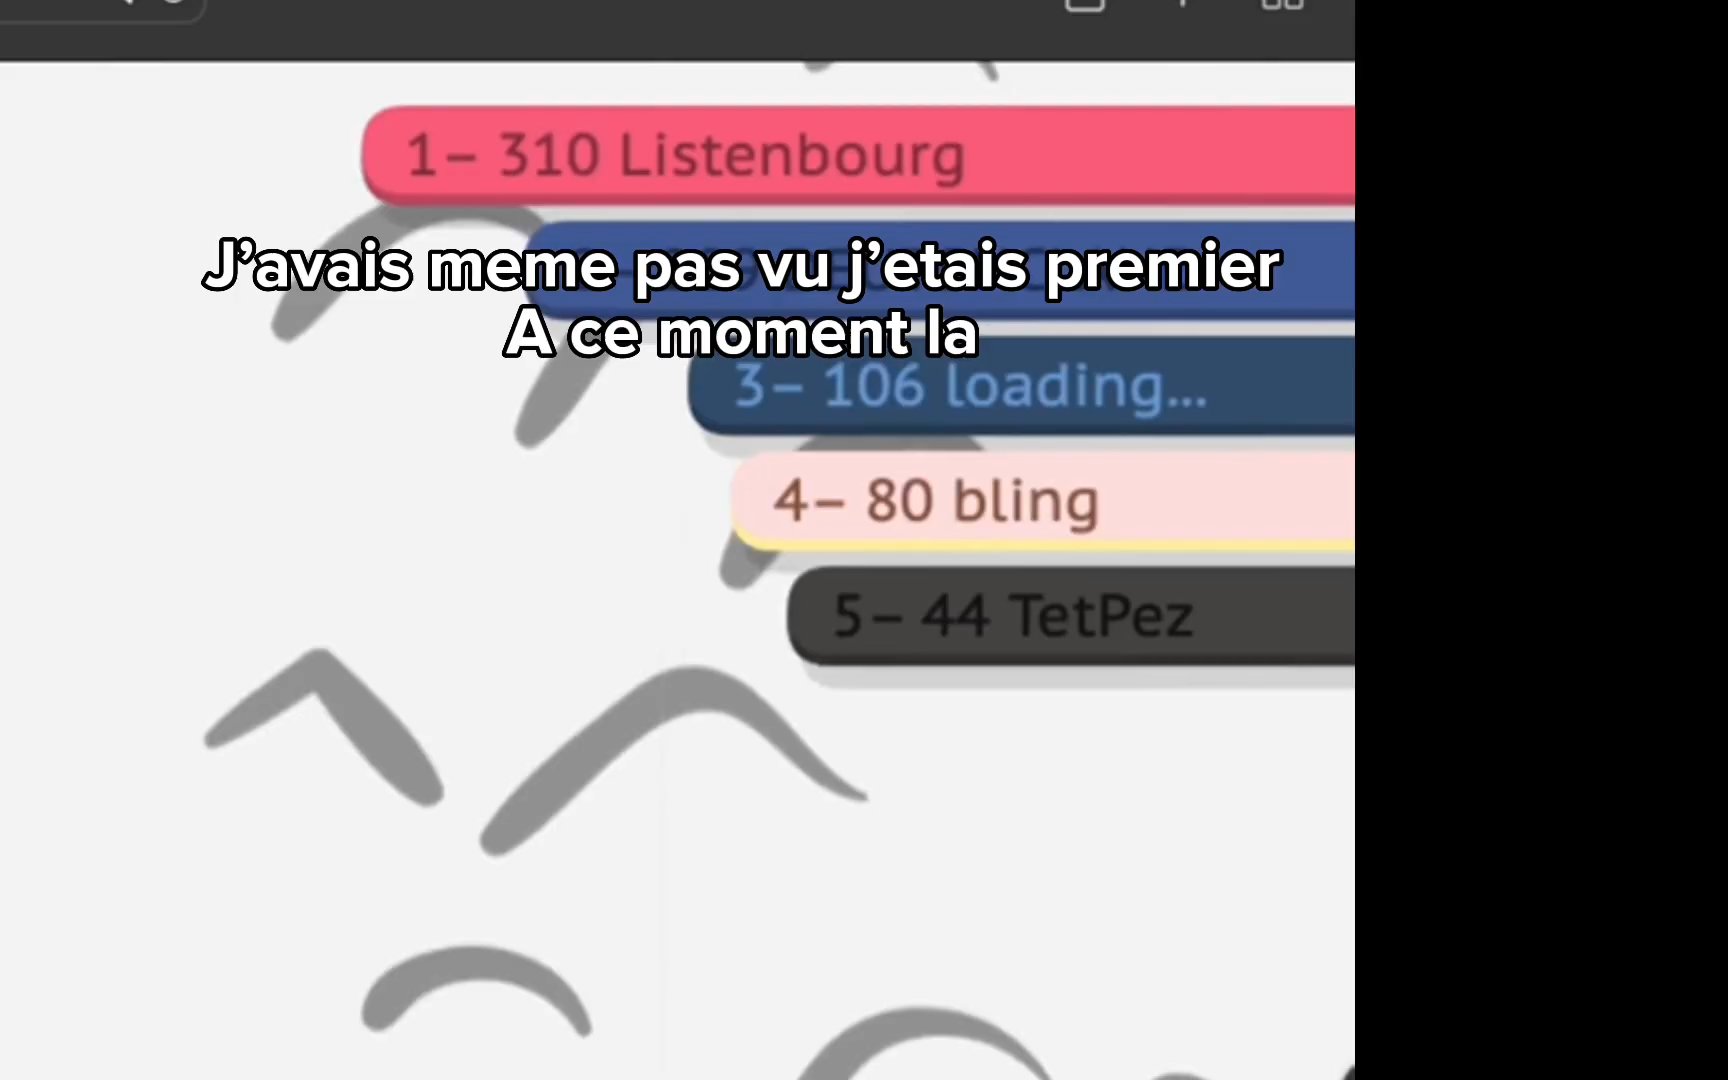 1– 310 Listenbourg
J’avais meme pas vu j’etais premier
A ce moment la
3– 106 loading...
4– 80 bling
5– 44 TetPez